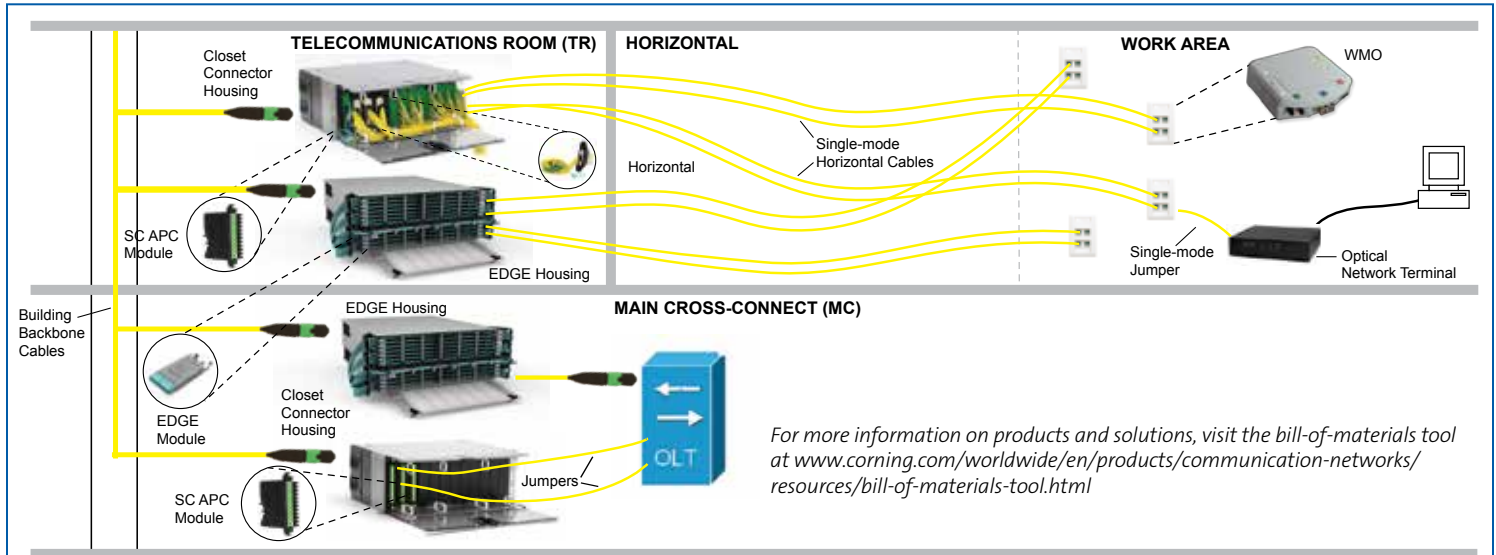 TELECOMMUNICATIONS ROOM (TR)
HORIZONTAL
WORK AREA
Closet
Connector
Housing
WMO
Single-mode
Horizontal Cables
Horizontal
SC APC
Module
EDGE Housing
Single-mode
Jumper
Optical
Network Terminal
Building
Backbone
Cables
MAIN CROSS-CONNECT (MC)
EDGE Housing
EDGE
Module
Closet
Connector
Housing
OLT
Jumpers
SC APC
Module
For more information on products and solutions, visit the bill-of-materials tool
at www.corning.com/worldwide/en/products/communication-networks/
resources/bill-of-materials-tool.html